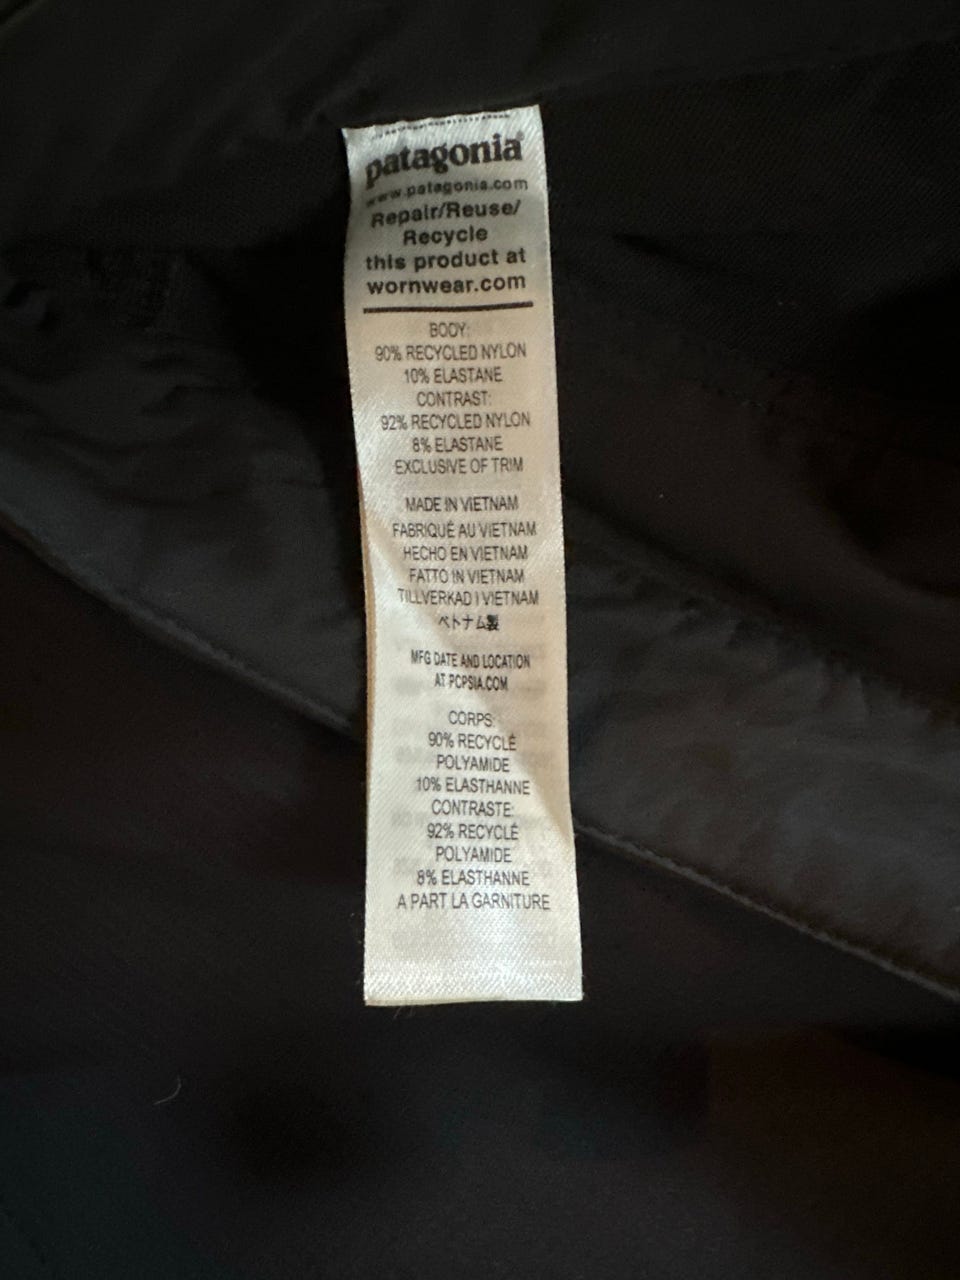 patagonia®
www.patagonia.com
Repair/Reuse/
Recycle
this product at
wornwear.com
BODY:
90% RECYCLED NYLON
10% ELASTANE
CONTRAST:
92% RECYCLED NYLON
8% ELASTANE
EXCLUSIVE OF TRIM
MADE IN VIETNAM
FABRIQUÉ AU VIETNAM
HECHO EN VIETNAM
FATTO IN VIETNAM
TILLVERKAD I VIETNAM
ベトナム製
MFG DATE AND LOCATION
AT PCPSIA.COM
CORPS:
90% RECYCLÉ
POLYAMIDE
10% ELASTHANNE
CONTRASTE:
92% RECYCLÉ
POLYAMIDE
8% ELASTHANNE
A PART LA GARNITURE